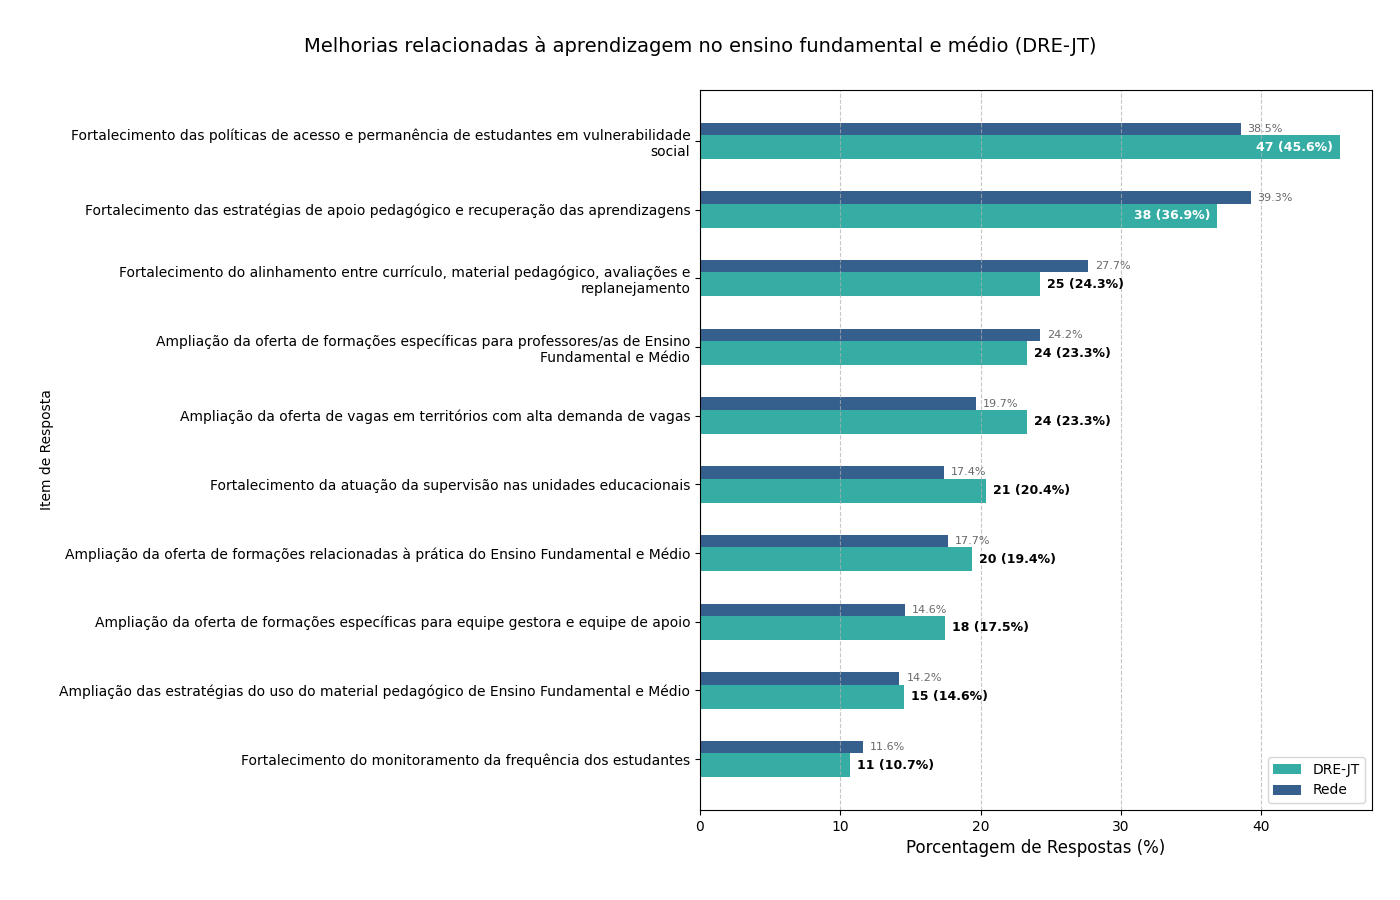 Melhorias relacionadas à aprendizagem no ensino fundamental e médio (DRE-JT)
Item de Resposta
Fortalecimento das políticas de acesso e permanência de estudantes em vulnerabilidade
social
38.5%
47 (45.6%)
Fortalecimento das estratégias de apoio pedagógico e recuperação das aprendizagens
39.3%
38 (36.9%)
Fortalecimento do alinhamento entre currículo, material pedagógico, avaliações e
replanejamento
27.7%
25 (24.3%)
Ampliação da oferta de formações específicas para professores/as de Ensino
Fundamental e Médio
24.2%
24 (23.3%)
Ampliação da oferta de vagas em territórios com alta demanda de vagas
19.7%
24 (23.3%)
Fortalecimento da atuação da supervisão nas unidades educacionais
17.4%
21 (20.4%)
Ampliação da oferta de formações relacionadas à prática do Ensino Fundamental e Médio
17.7%
20 (19.4%)
Ampliação da oferta de formações específicas para equipe gestora e equipe de apoio
14.6%
18 (17.5%)
Ampliação das estratégias do uso do material pedagógico de Ensino Fundamental e Médio
14.2%
15 (14.6%)
Fortalecimento do monitoramento da frequência dos estudantes
11.6%
11 (10.7%)
DRE-JT
Rede
0 10 20 30 40
Porcentagem de Respostas (%)